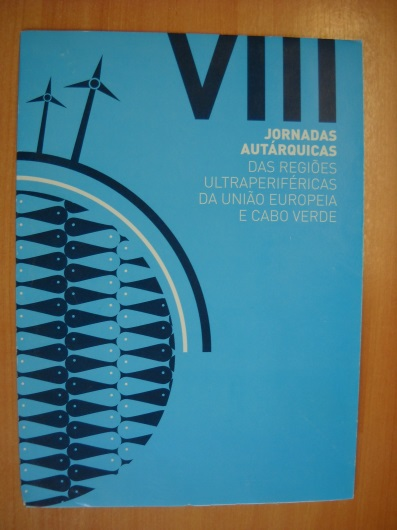 VIII
JORNADAS
AUTÁRQUICAS
DAS REGIÕES
ULTRAPERIFÉRICAS
DA UNIÃO EUROPEIA
E CABO VERDE